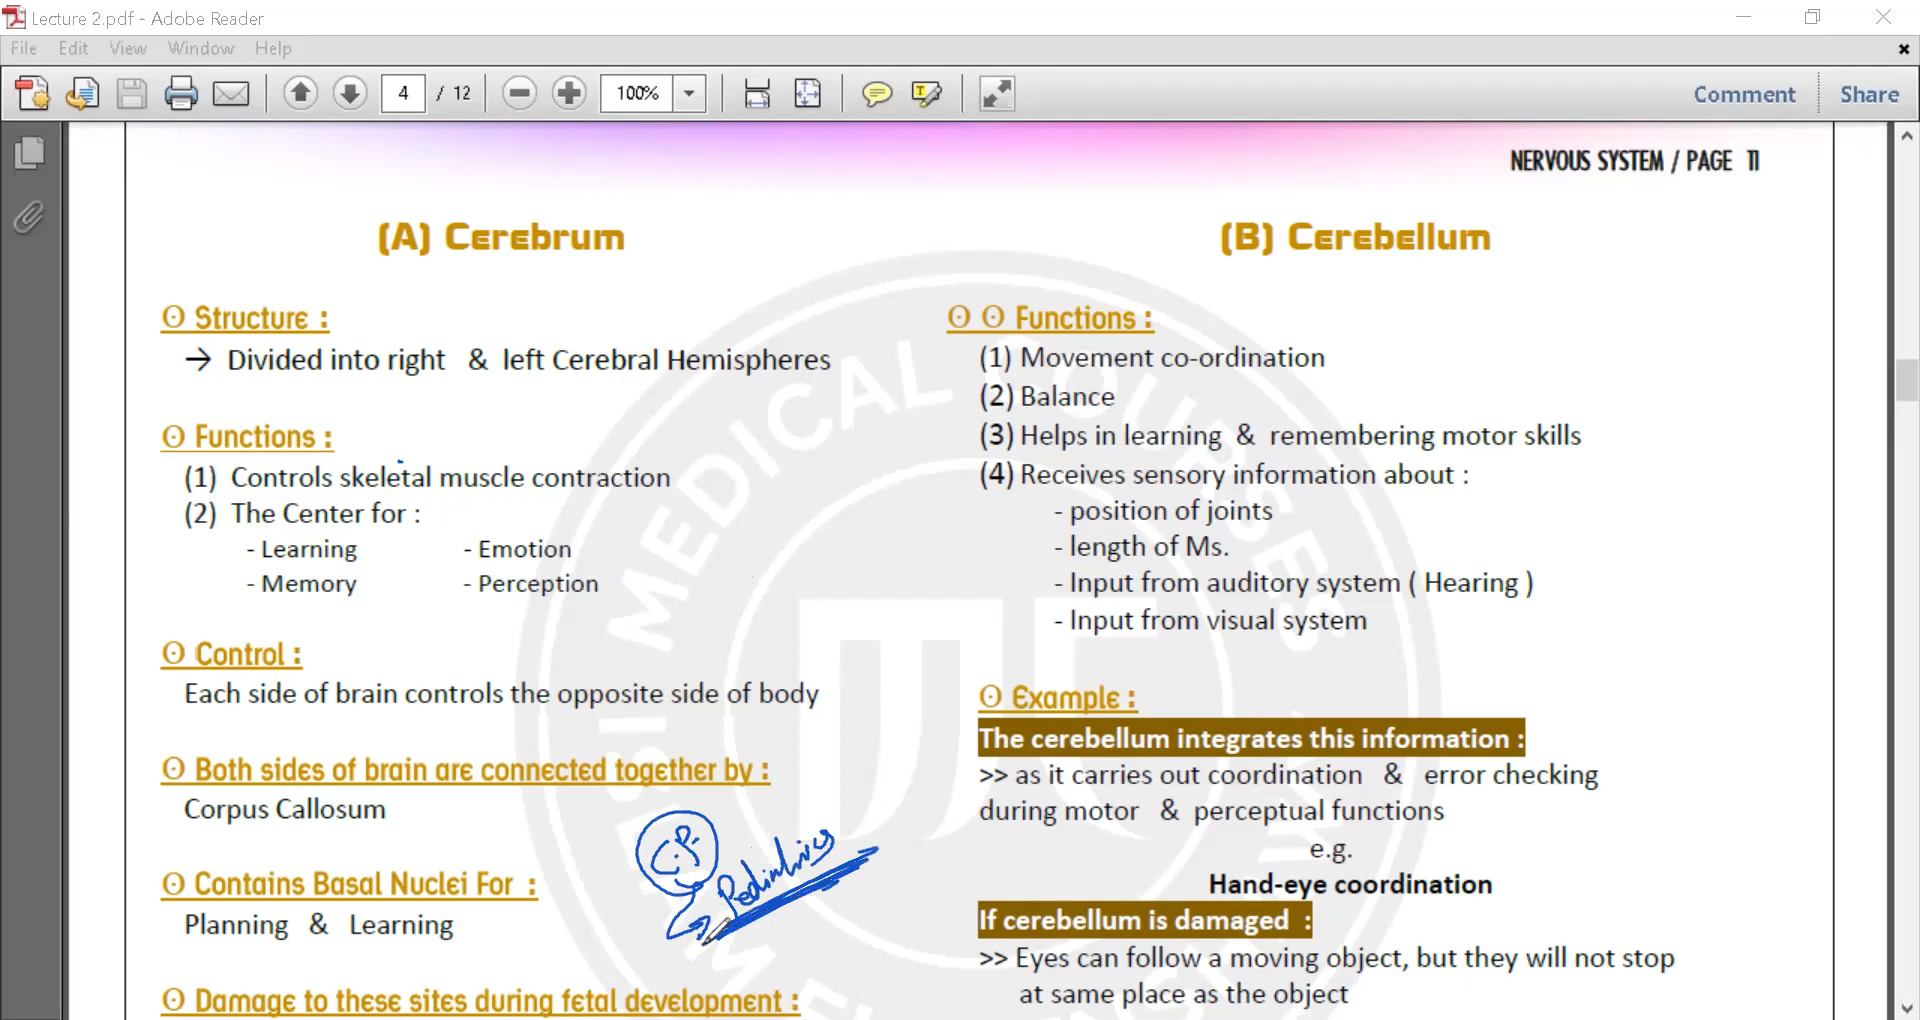 Lecture 2.pdf - Adobe Reader
File Edit View Window Help
4 / 12 100% Comment Share
NERVOUS SYSTEM / PAGE 11
(A) Cerebrum
ʘ Structure :
→ Divided into right & left Cerebral Hemispheres
ʘ Functions :
(1) Controls skeletal muscle contraction
(2) The Center for :
- Learning - Emotion
- Memory - Perception
ʘ Control :
Each side of brain controls the opposite side of body
ʘ Both sides of brain are connected together by :
Corpus Callosum
ʘ Contains Basal Nuclei For :
Planning & Learning
ʘ Damage to these sites during fetal development :
C.P.
Pediatrics
(B) Cerebellum
ʘ ʘ Functions :
(1) Movement co-ordination
(2) Balance
(3) Helps in learning & remembering motor skills
(4) Receives sensory information about :
- position of joints
- length of Ms.
- Input from auditory system ( Hearing )
- Input from visual system
ʘ Example :
The cerebellum integrates this information :
>> as it carries out coordination & error checking
during motor & perceptual functions
e.g.
Hand-eye coordination
If cerebellum is damaged :
>> Eyes can follow a moving object, but they will not stop
at same place as the object
MEDICAL COURSES